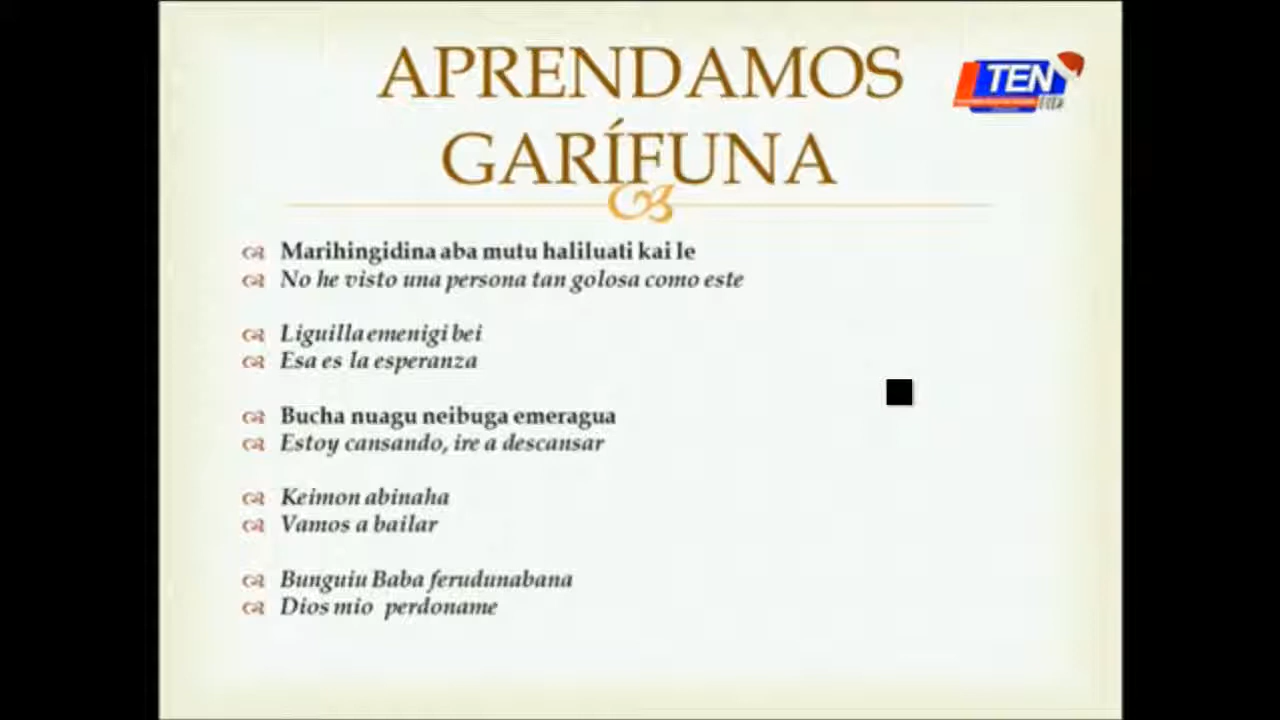 APRENDAMOS
GARÍFUNA
TEN
Marihingidina aba mutu haliluati kai le
No he visto una persona tan golosa como este
Liguilla emenigi bei
Esa es la esperanza
Bucha nuagu neibuga emeragua
Estoy cansando, ire a descansar
Keimon abinaha
Vamos a bailar
Bunguiu Baba ferudunabana
Dios mio perdoname